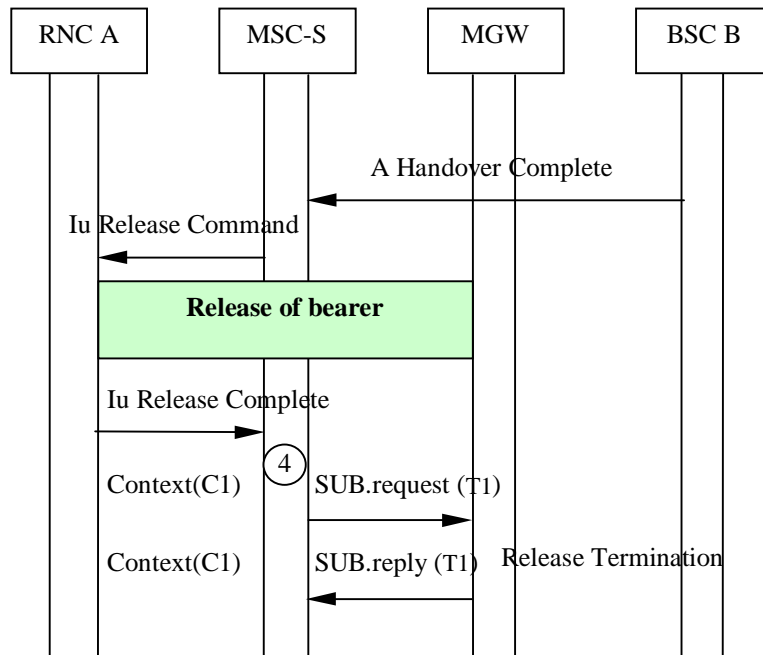 RNC A MSC-S MGW BSC B
A Handover Complete
Iu Release Command
Release of bearer
Iu Release Complete
4
Context(C1) SUB.request (T1)
Context(C1) SUB.reply (T1) Release Termination